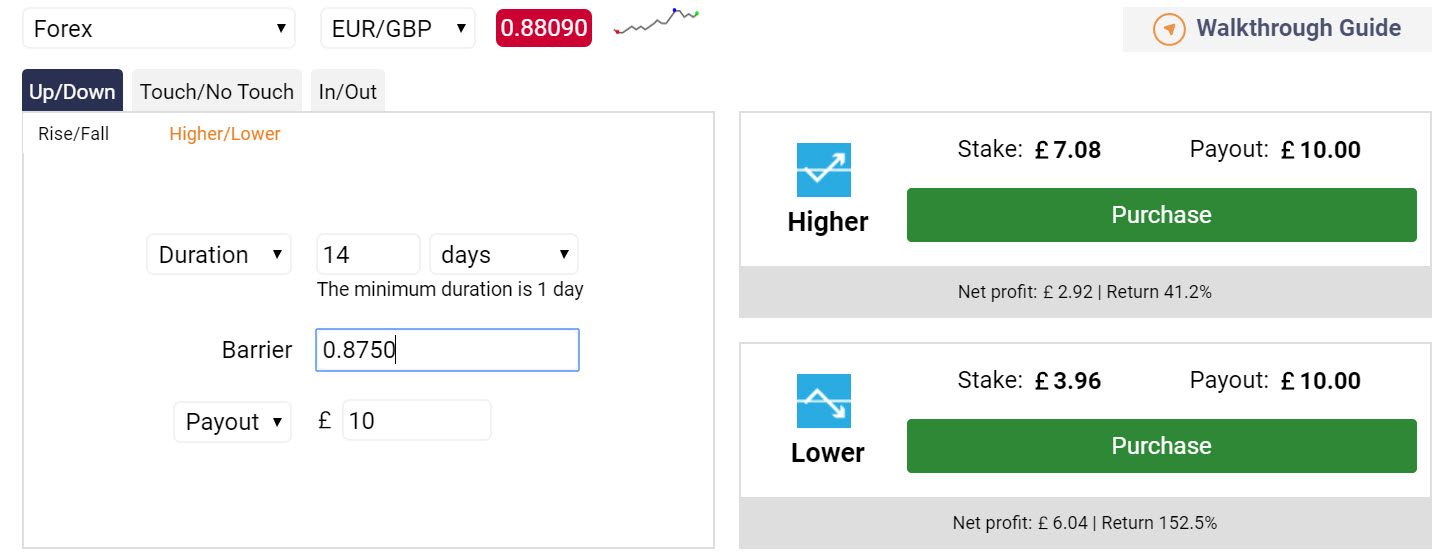 Forex EUR/GBP 0.88090 Walkthrough Guide
Up/Down Touch/No Touch In/Out
Rise/Fall Higher/Lower
Duration 14 days
The minimum duration is 1 day
Barrier 0.8750
Payout £ 10
Higher
Stake: £ 7.08 Payout: £ 10.00
Purchase
Net profit: £ 2.92 | Return 41.2%
Lower
Stake: £ 3.96 Payout: £ 10.00
Purchase
Net profit: £ 6.04 | Return 152.5%